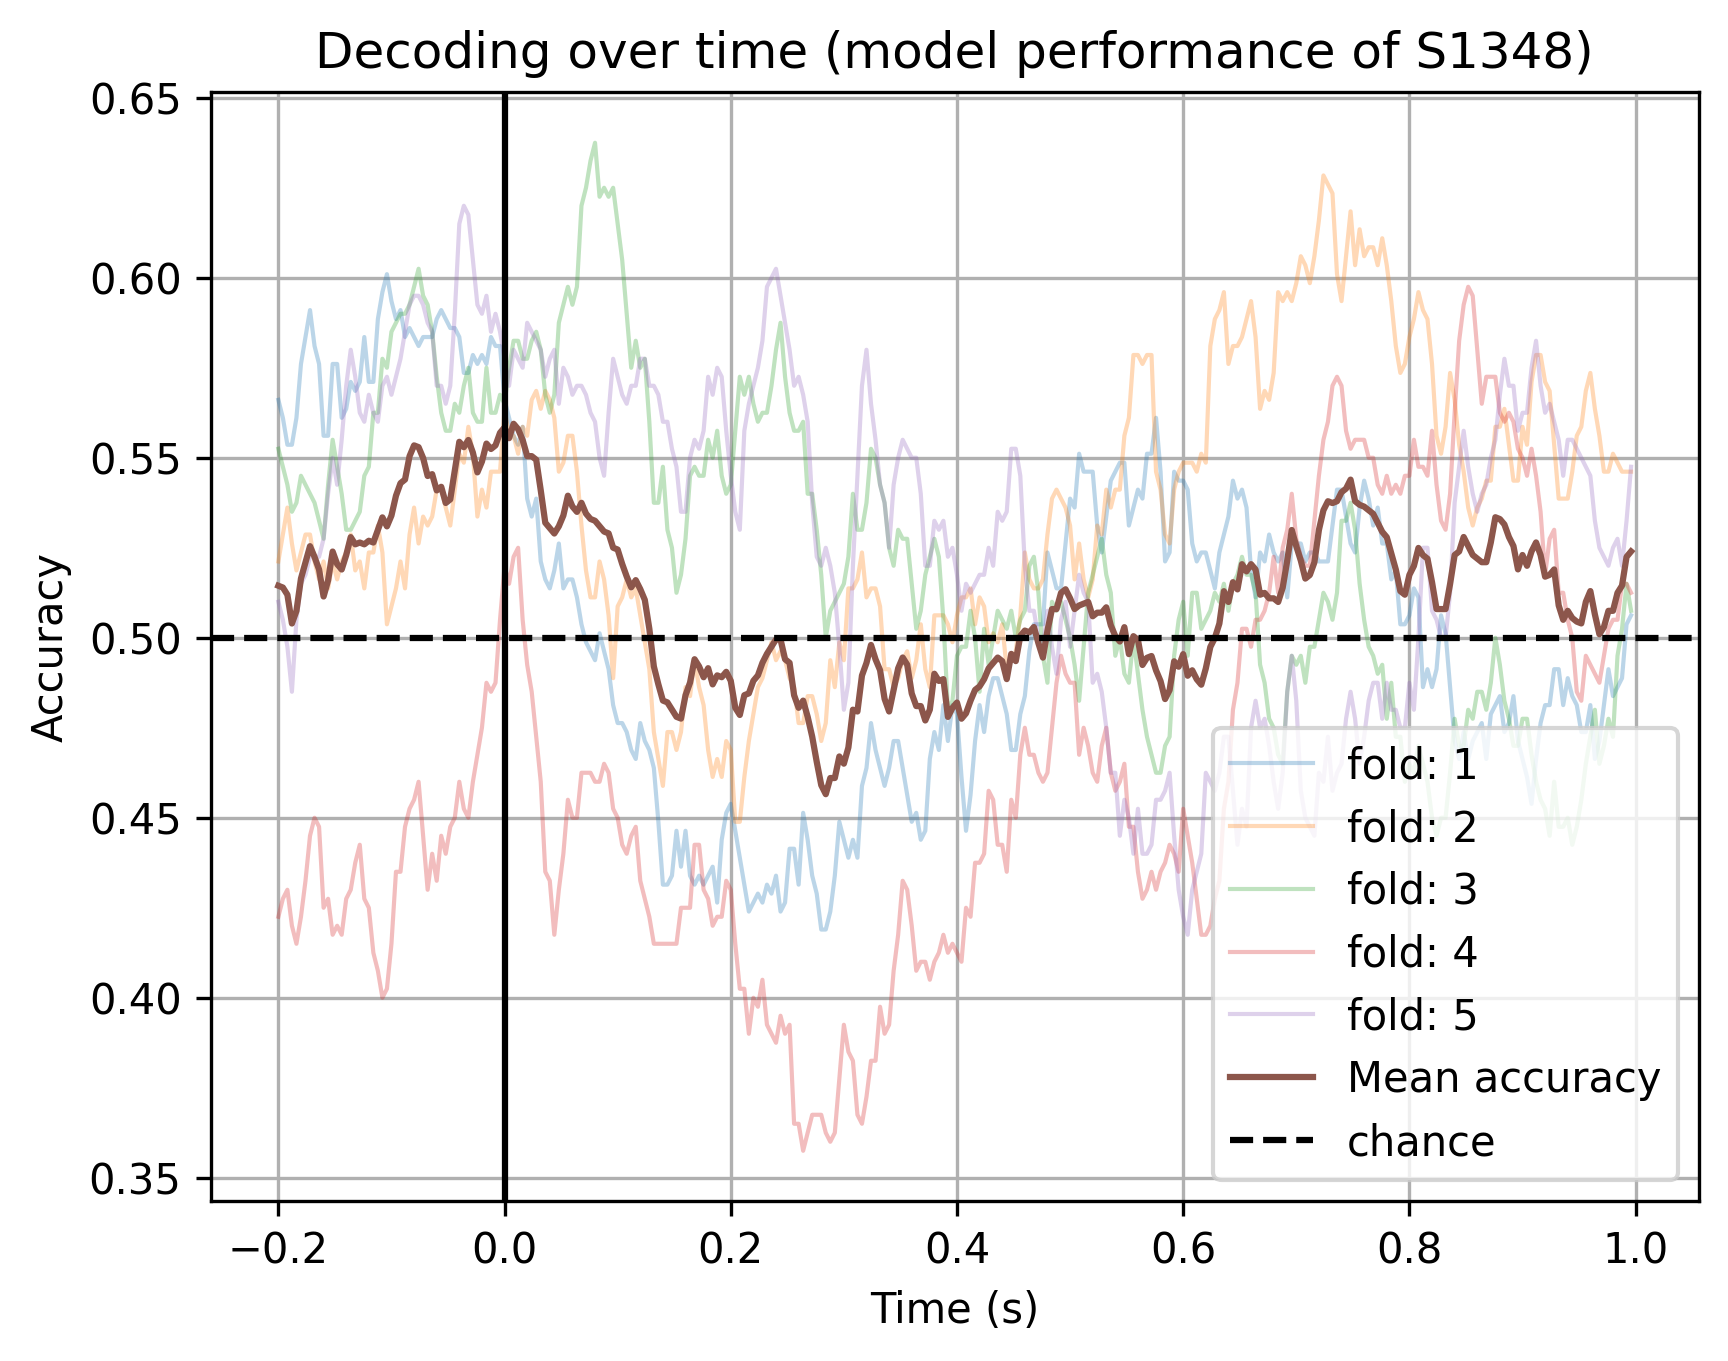 Decoding over time (model performance of S1348)
0.65
0.60
0.55
0.50
0.45
0.40
0.35
Accuracy
fold: 1
fold: 2
fold: 3
fold: 4
fold: 5
Mean accuracy
chance
−0.2 0.0 0.2 0.4 0.6 0.8 1.0
Time (s)